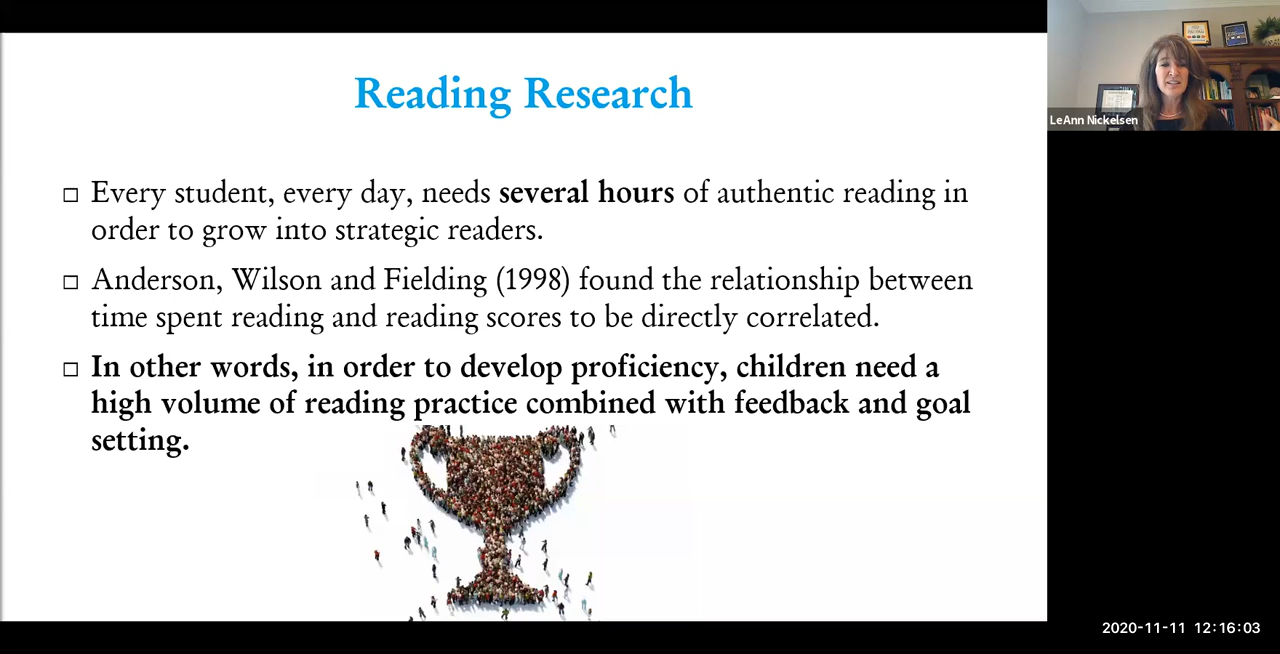 Reading Research
□ Every student, every day, needs several hours of authentic reading in
order to grow into strategic readers.
□ Anderson, Wilson and Fielding (1998) found the relationship between
time spent reading and reading scores to be directly correlated.
□ In other words, in order to develop proficiency, children need a
high volume of reading practice combined with feedback and goal
setting.
LeAnn Nickelsen
2020-11-11 12:16:03